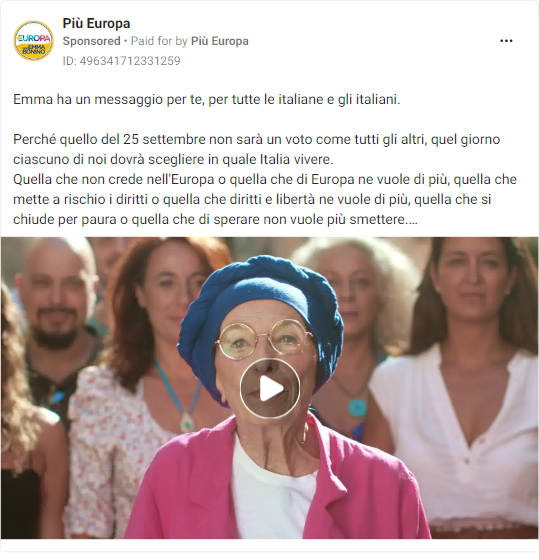 Più Europa
Sponsored • Paid for by Più Europa
ID: 496341712331259
EUROPA
EMMA
BONINO
Emma ha un messaggio per te, per tutte le italiane e gli italiani.
Perché quello del 25 settembre non sarà un voto come tutti gli altri, quel giorno
ciascuno di noi dovrà scegliere in quale Italia vivere.
Quella che non crede nell'Europa o quella che di Europa ne vuole di più, quella che
mette a rischio i diritti o quella che diritti e libertà ne vuole di più, quella che si
chiude per paura o quella che di sperare non vuole più smettere....